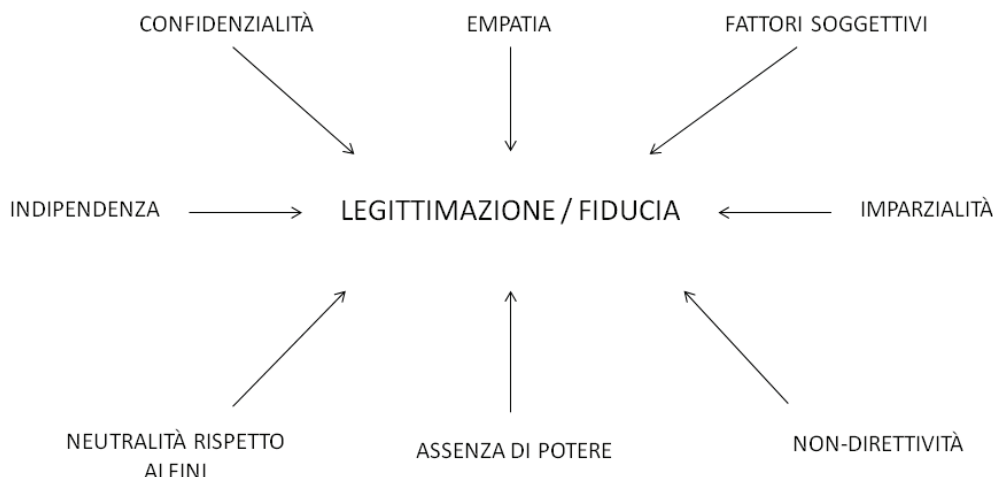 CONFIDENZIALITÀ
EMPATIA
FATTORI SOGGETTIVI
INDIPENDENZA
LEGITTIMAZIONE / FIDUCIA
IMPARZIALITÀ
NEUTRALITÀ RISPETTO
AI FINI
ASSENZA DI POTERE
NON-DIRETTIVITÀ